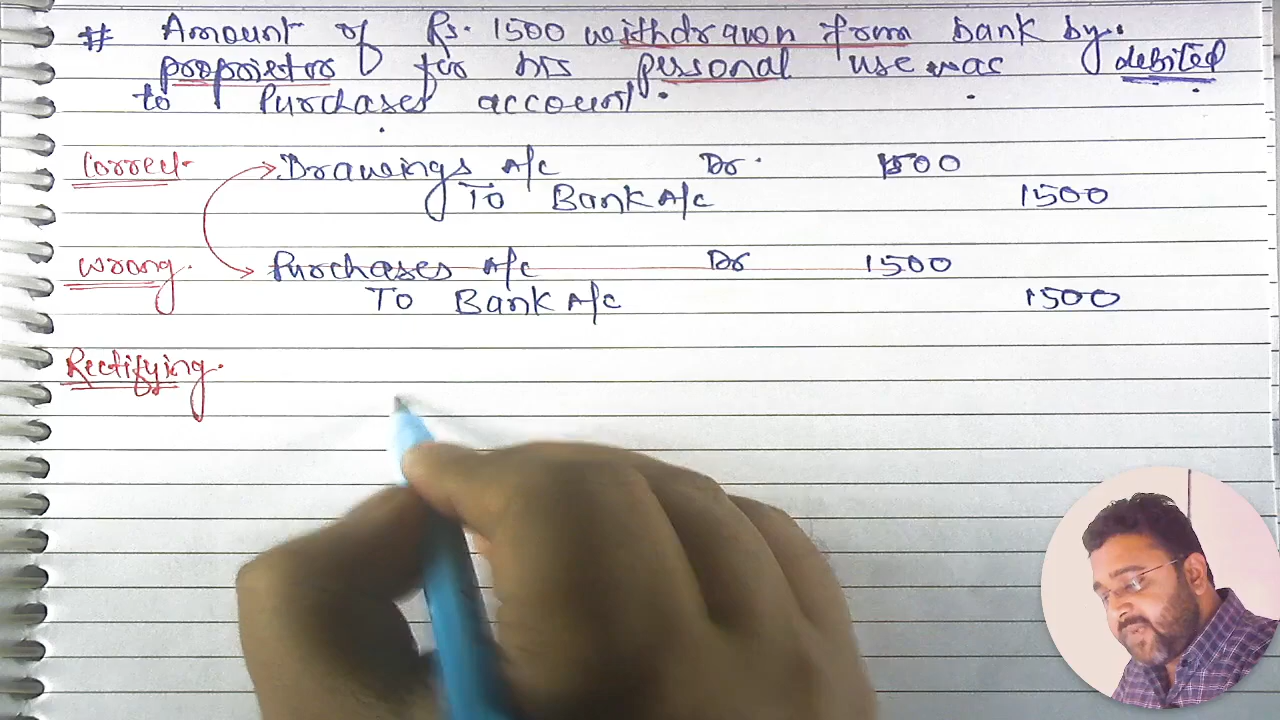 # Amount of Rs. 1500 withdrawn from bank by
proprietor for his personal use was debited
to Purchases account.
Correct. Drawings A/c Dr. 1500
To Bank A/c 1500
Wrong. Purchases A/c Dr 1500
To Bank A/c 1500
Rectifying.